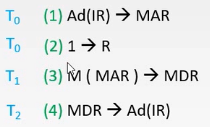 T₀ (1) Ad(IR) → MAR
T₀ (2) 1 → R
T₁ (3) M ( MAR ) → MDR
T₂ (4) MDR → Ad(IR)